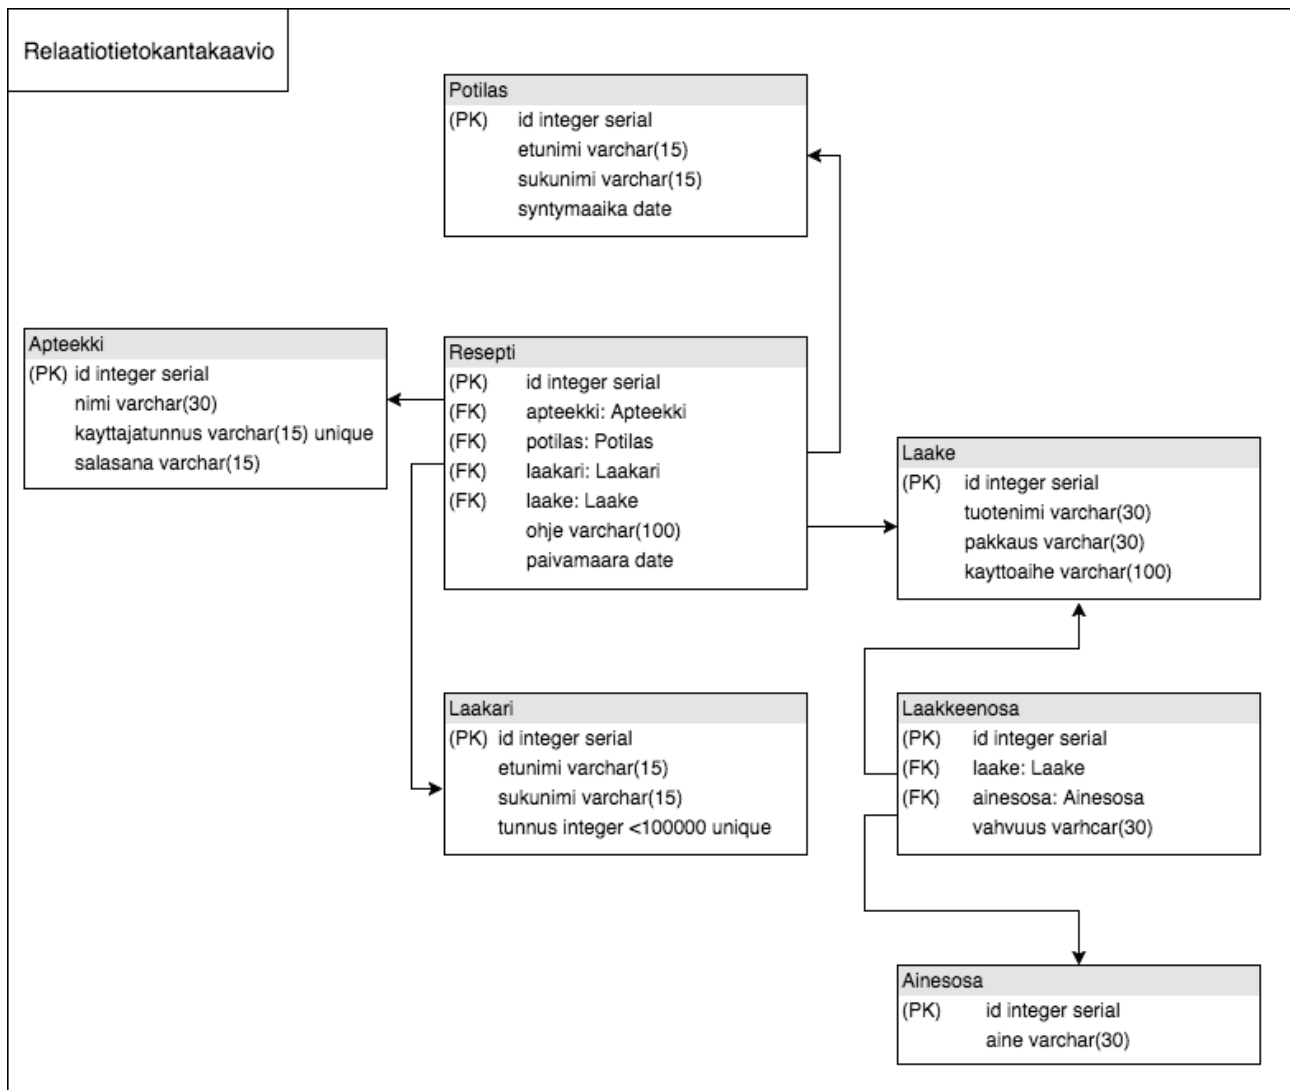 Relaatiotietokantakaavio
Potilas
(PK) id integer serial
etunimi varchar(15)
sukunimi varchar(15)
syntymaaika date
Apteekki
(PK) id integer serial
nimi varchar(30)
kayttajatunnus varchar(15) unique
salasana varchar(15)
Resepti
(PK) id integer serial
(FK) apteekki: Apteekki
(FK) potilas: Potilas
(FK) laakari: Laakari
(FK) laake: Laake
ohje varchar(100)
paivamaara date
Laake
(PK) id integer serial
tuotenimi varchar(30)
pakkaus varchar(30)
kayttoaihe varchar(100)
Laakari
(PK) id integer serial
etunimi varchar(15)
sukunimi varchar(15)
tunnus integer <100000 unique
Laakkeenosa
(PK) id integer serial
(FK) laake: Laake
(FK) ainesosa: Ainesosa
vahvuus varhcar(30)
Ainesosa
(PK) id integer serial
aine varchar(30)